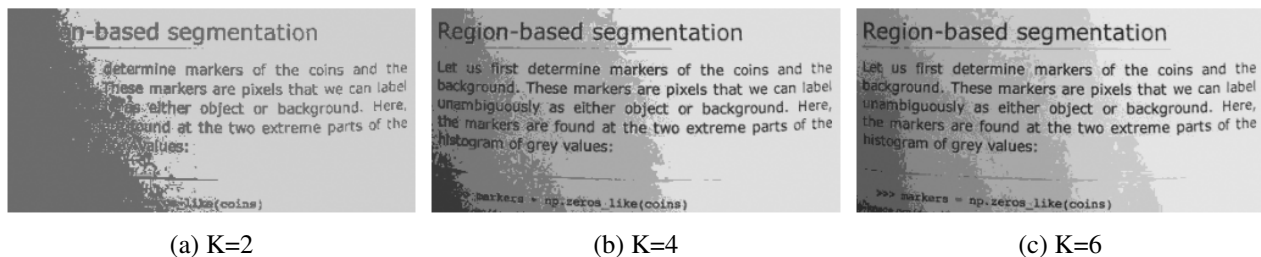 n-based segmentation
determine markers of the coins and the
These markers are pixels that we can label
as either object or background. Here,
found at the two extreme parts of the
values:
like(coins)
(a) K=2
Region-based segmentation
Let us first determine markers of the coins and the
background. These markers are pixels that we can label
unambiguously as either object or background. Here,
the markers are found at the two extreme parts of the
histogram of grey values:
markers = np.zeros_like(coins)
(b) K=4
Region-based segmentation
Let us first determine markers of the coins and the
background. These markers are pixels that we can label
unambiguously as either object or background. Here,
the markers are found at the two extreme parts of the
histogram of grey values:
>>> markers = np.zeros_like(coins)
(c) K=6